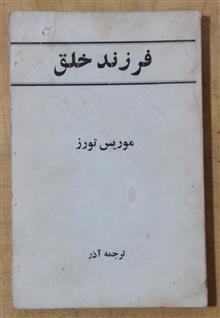 فرزند خلق
موریس تورز
ترجمه آذر